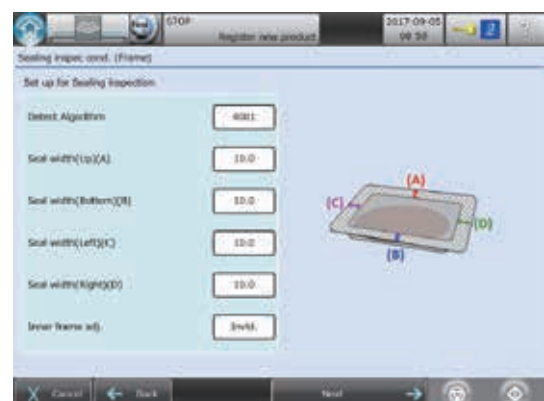 STOP
Register new product
2017-09-05
2
Sealing inspec cond. (Frame)
Set up for Sealing Inspection
Detect Algorithm
Seal width(Up)(A)
10.0
Seal width(Bottom)(B)
10.0
Seal width(Left)(C)
10.0
Seal width(Right)(D)
10.0
Inner frame adj.
Invld.
(A)
(C)
(D)
(B)
X Cancel
Back
Next